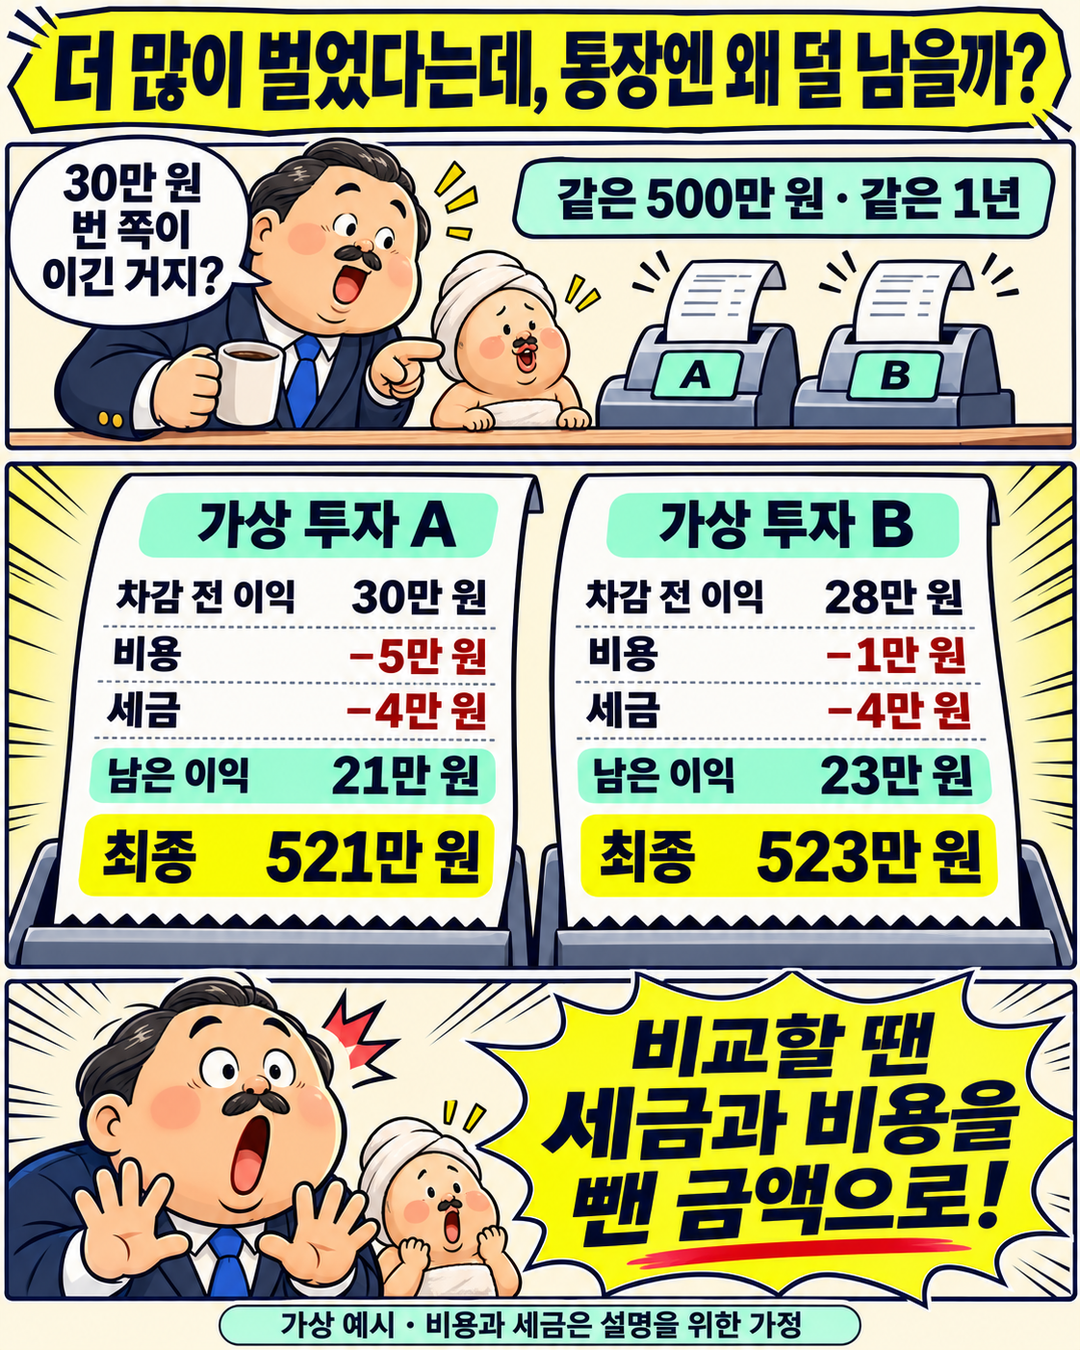 더 많이 벌었다는데, 통장엔 왜 덜 남을까?
30만 원
번 쪽이
이긴 거지?
같은 500만 원 · 같은 1년
A
B
가상 투자 A
차감 전 이익 30만 원
비용 −5만 원
세금 −4만 원
남은 이익 21만 원
최종 521만 원
가상 투자 B
차감 전 이익 28만 원
비용 −1만 원
세금 −4만 원
남은 이익 23만 원
최종 523만 원
비교할 땐
세금과 비용을
뺀 금액으로!
가상 예시 · 비용과 세금은 설명을 위한 가정